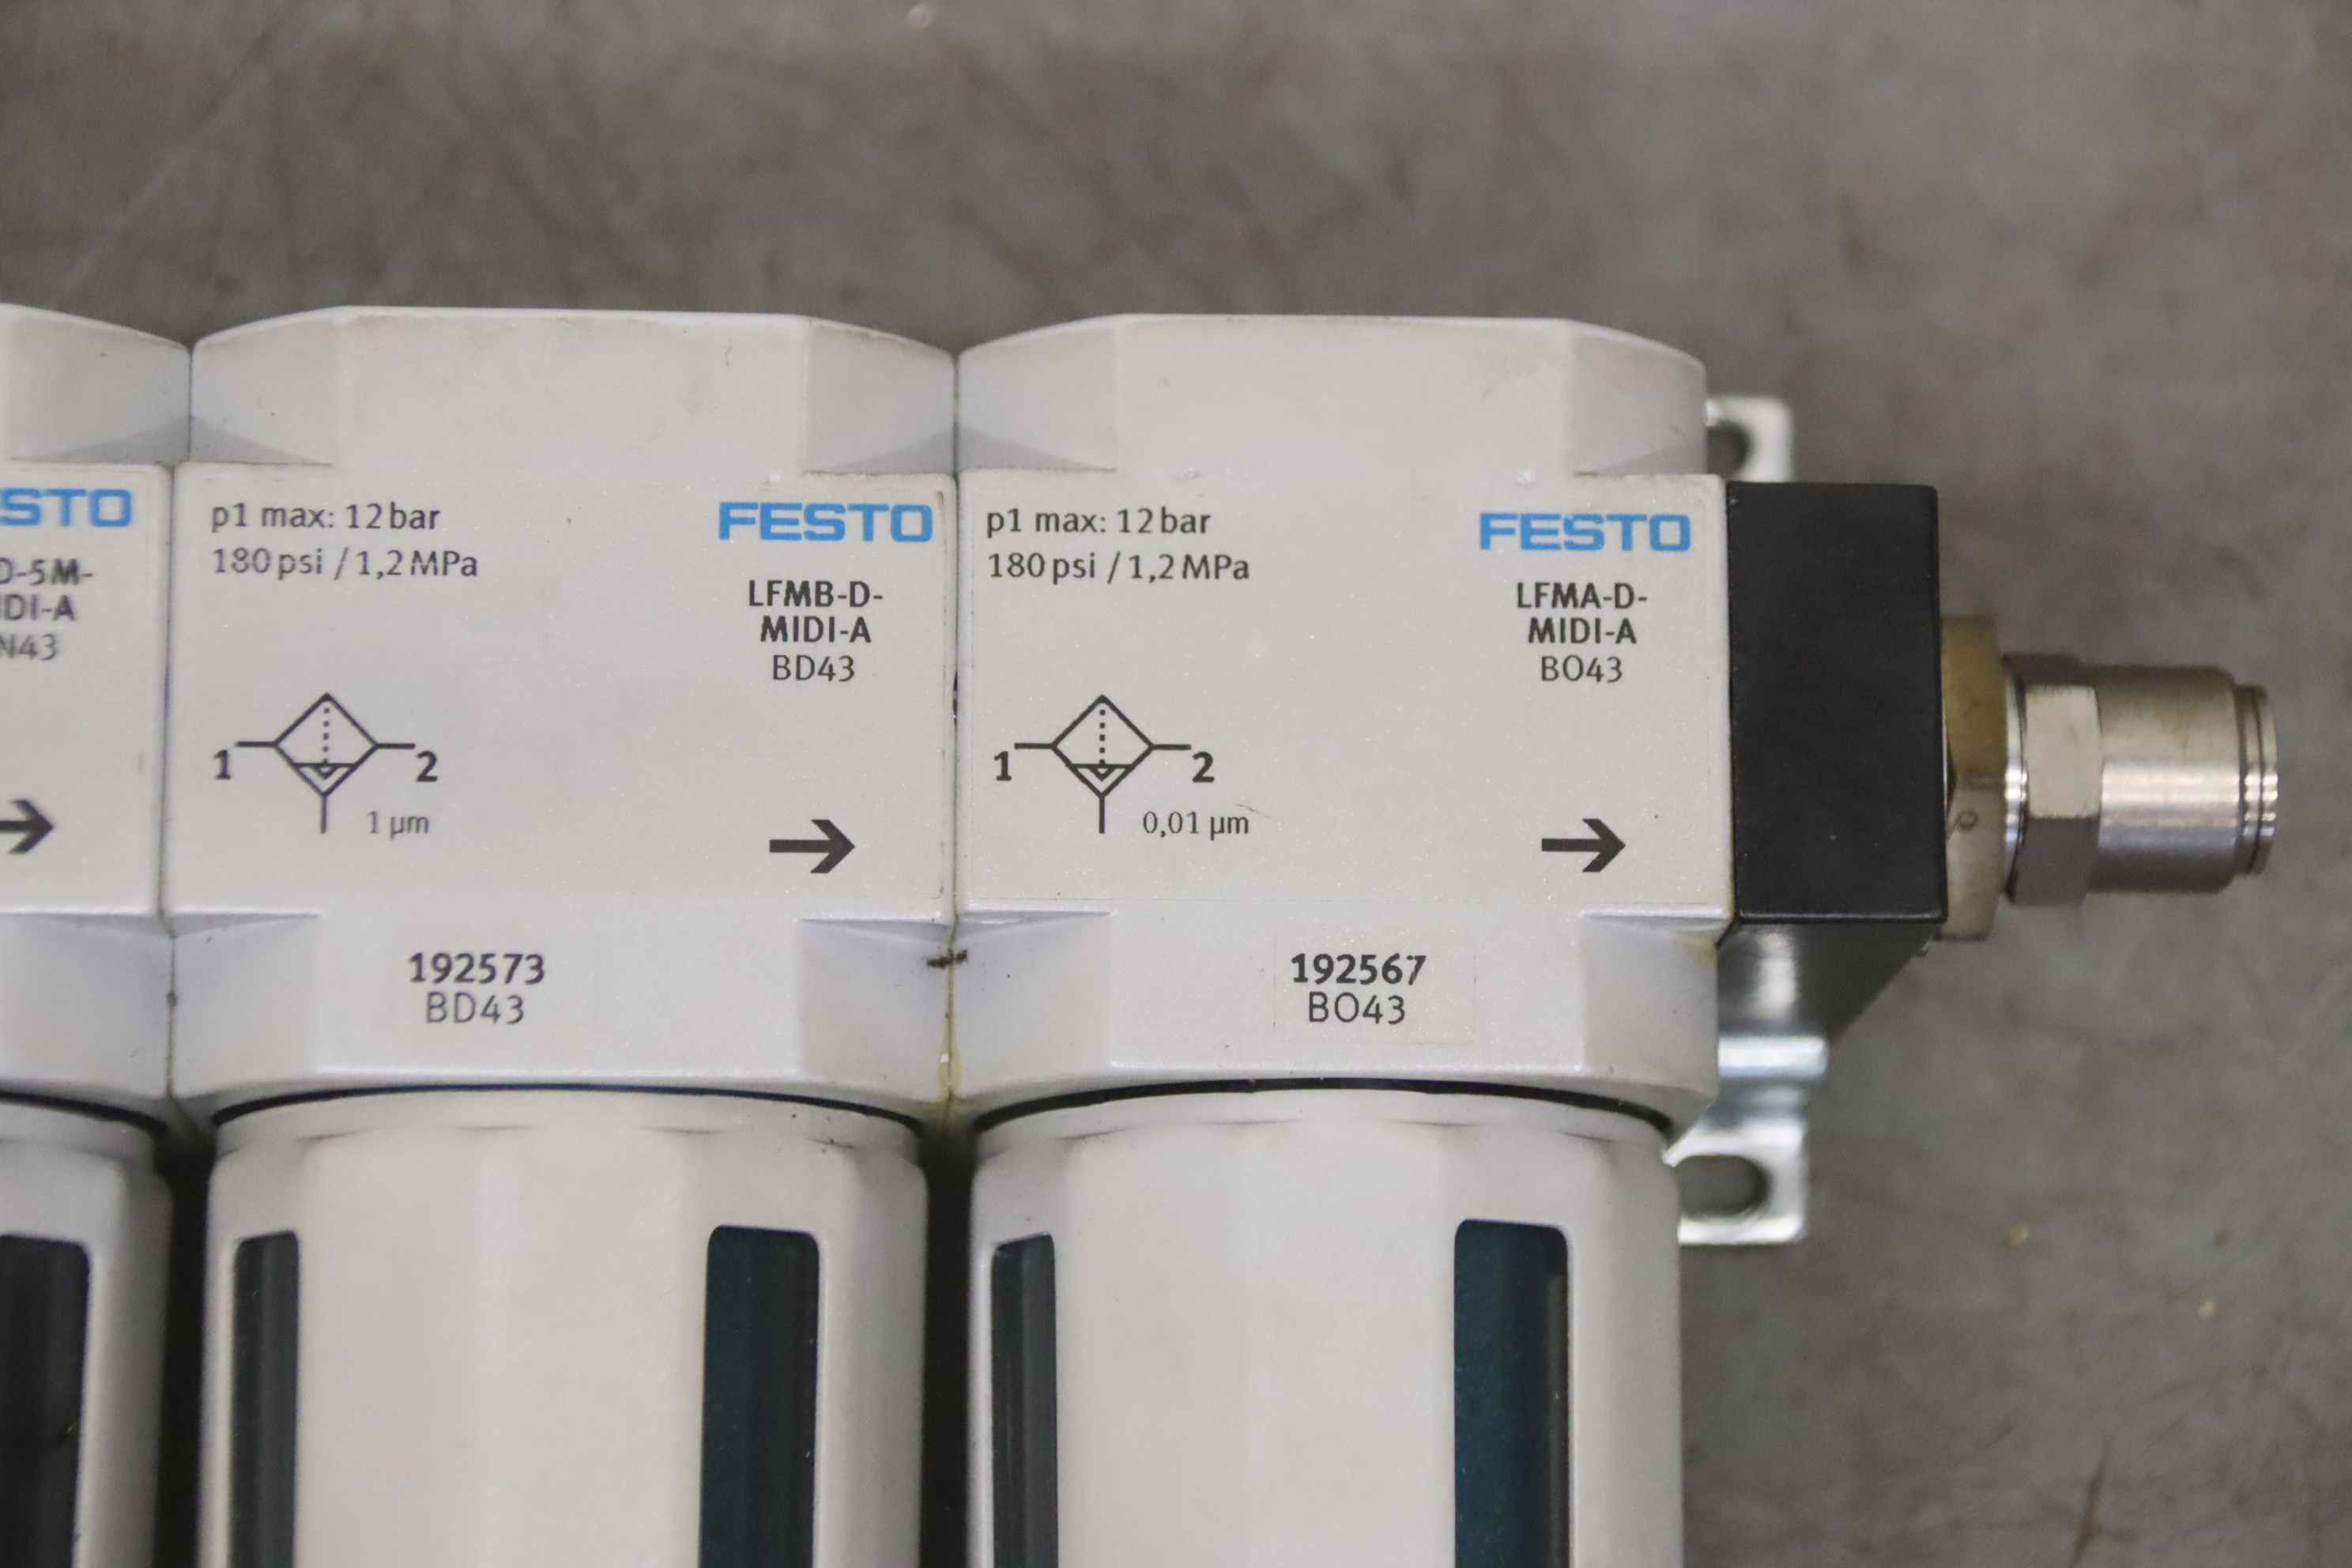 STO
D-5M-
DI-A
N43
p1 max: 12 bar
180 psi / 1,2 MPa
FESTO
LFMB-D-
MIDI-A
BD43
1
2
1 µm
192573
BD43
p1 max: 12 bar
180 psi / 1,2 MPa
FESTO
LFMA-D-
MIDI-A
BO43
1
2
0,01 µm
192567
BO43